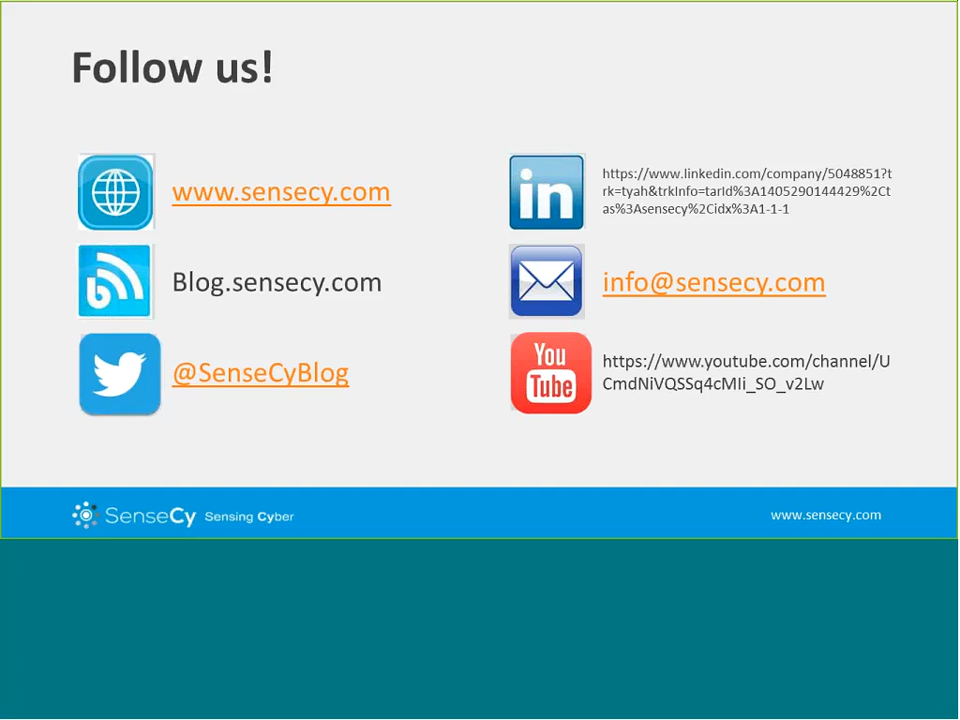 Follow us!
www.sensecy.com
Blog.sensecy.com
@SenseCyBlog
in
https://www.linkedin.com/company/5048851?t
rk=tyah&trkInfo=tarId%3A1405290144429%2Ct
as%3Asensecy%2Cidx%3A1-1-1
info@sensecy.com
You
Tube
https://www.youtube.com/channel/U
CmdNiVQSSq4cMIi_SO_v2Lw
SenseCy Sensing Cyber
www.sensecy.com